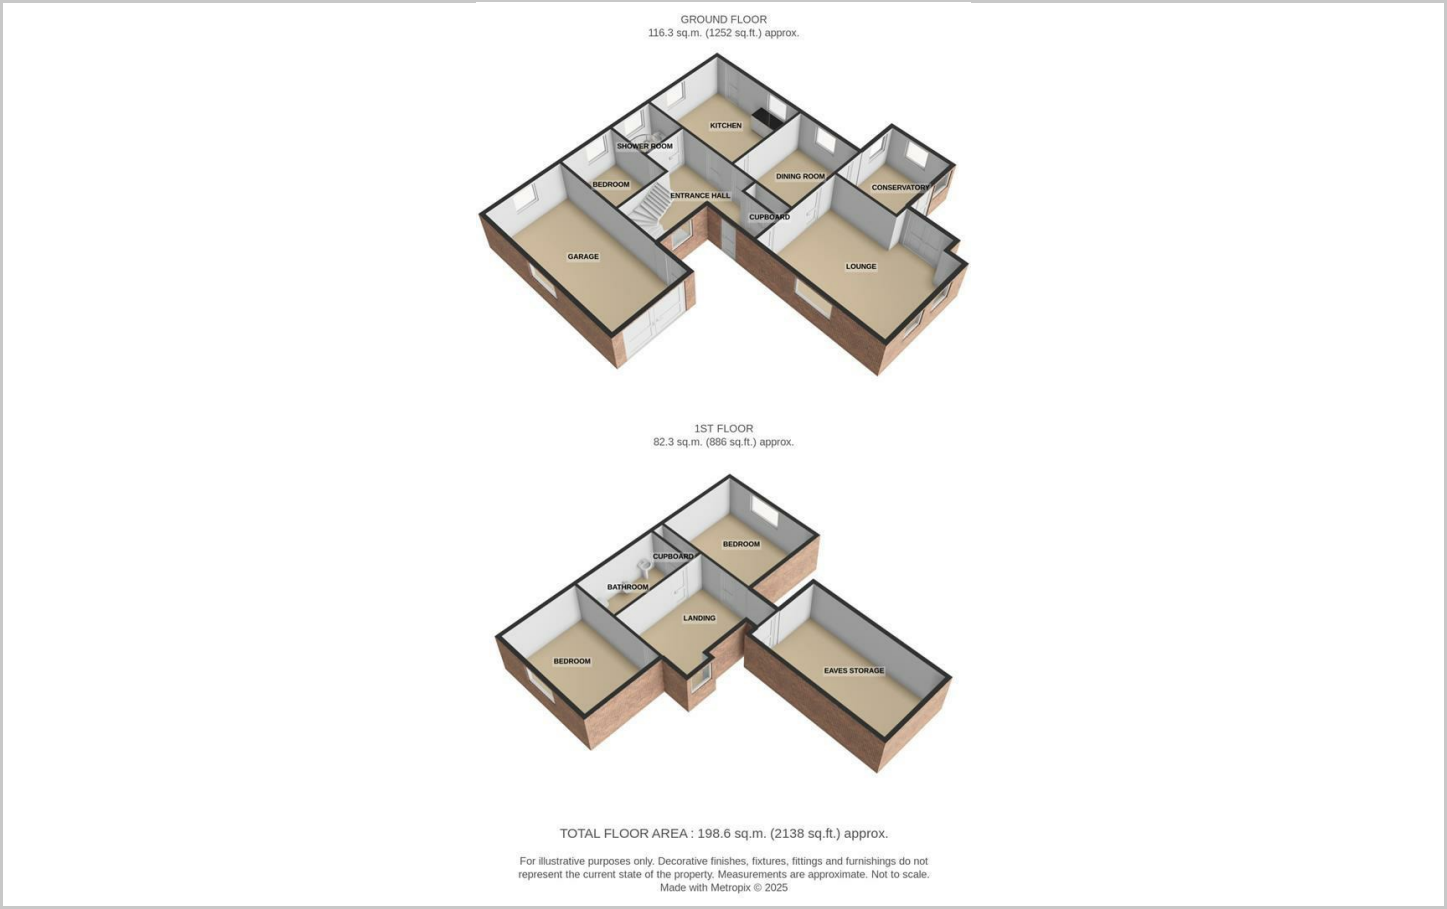 GROUND FLOOR
116.3 sq.m. (1252 sq.ft.) approx.
KITCHEN
SHOWER ROOM
DINING ROOM
BEDROOM
CONSERVATORY
ENTRANCE HALL
CUPBOARD
GARAGE
LOUNGE
1ST FLOOR
82.3 sq.m. (886 sq.ft.) approx.
BEDROOM
CUPBOARD
BATHROOM
LANDING
BEDROOM
EAVES STORAGE
TOTAL FLOOR AREA : 198.6 sq.m. (2138 sq.ft.) approx.
For illustrative purposes only. Decorative finishes, fixtures, fittings and furnishings do not
represent the current state of the property. Measurements are approximate. Not to scale.
Made with Metropix © 2025